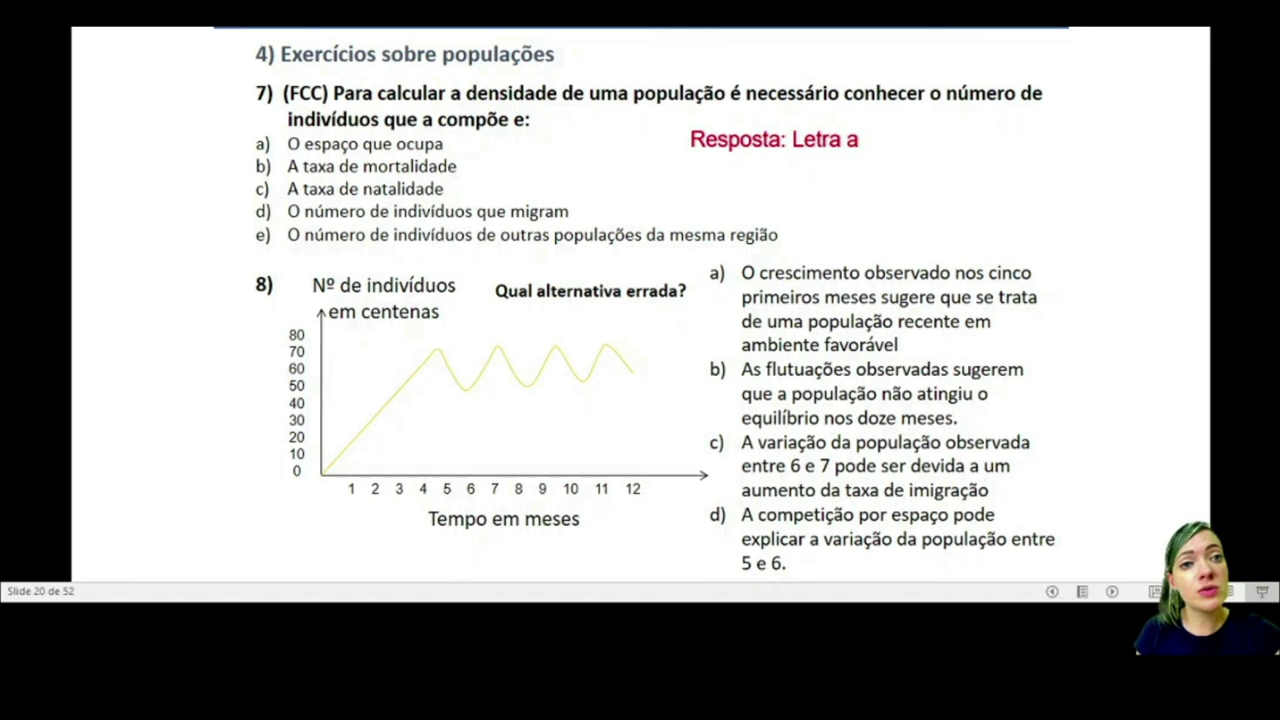 4) Exercícios sobre populações
7) (FCC) Para calcular a densidade de uma população é necessário conhecer o número de
indivíduos que a compõe e:
Resposta: Letra a
a) O espaço que ocupa
b) A taxa de mortalidade
c) A taxa de natalidade
d) O número de indivíduos que migram
e) O número de indivíduos de outras populações da mesma região
8)
Nº de indivíduos
em centenas
Qual alternativa errada?
80
70
60
50
40
30
20
10
0
1 2 3 4 5 6 7 8 9 10 11 12
Tempo em meses
a) O crescimento observado nos cinco
primeiros meses sugere que se trata
de uma população recente em
ambiente favorável
b) As flutuações observadas sugerem
que a população não atingiu o
equilíbrio nos doze meses.
c) A variação da população observada
entre 6 e 7 pode ser devida a um
aumento da taxa de imigração
d) A competição por espaço pode
explicar a variação da população entre
5 e 6.
Slide 20 de 52